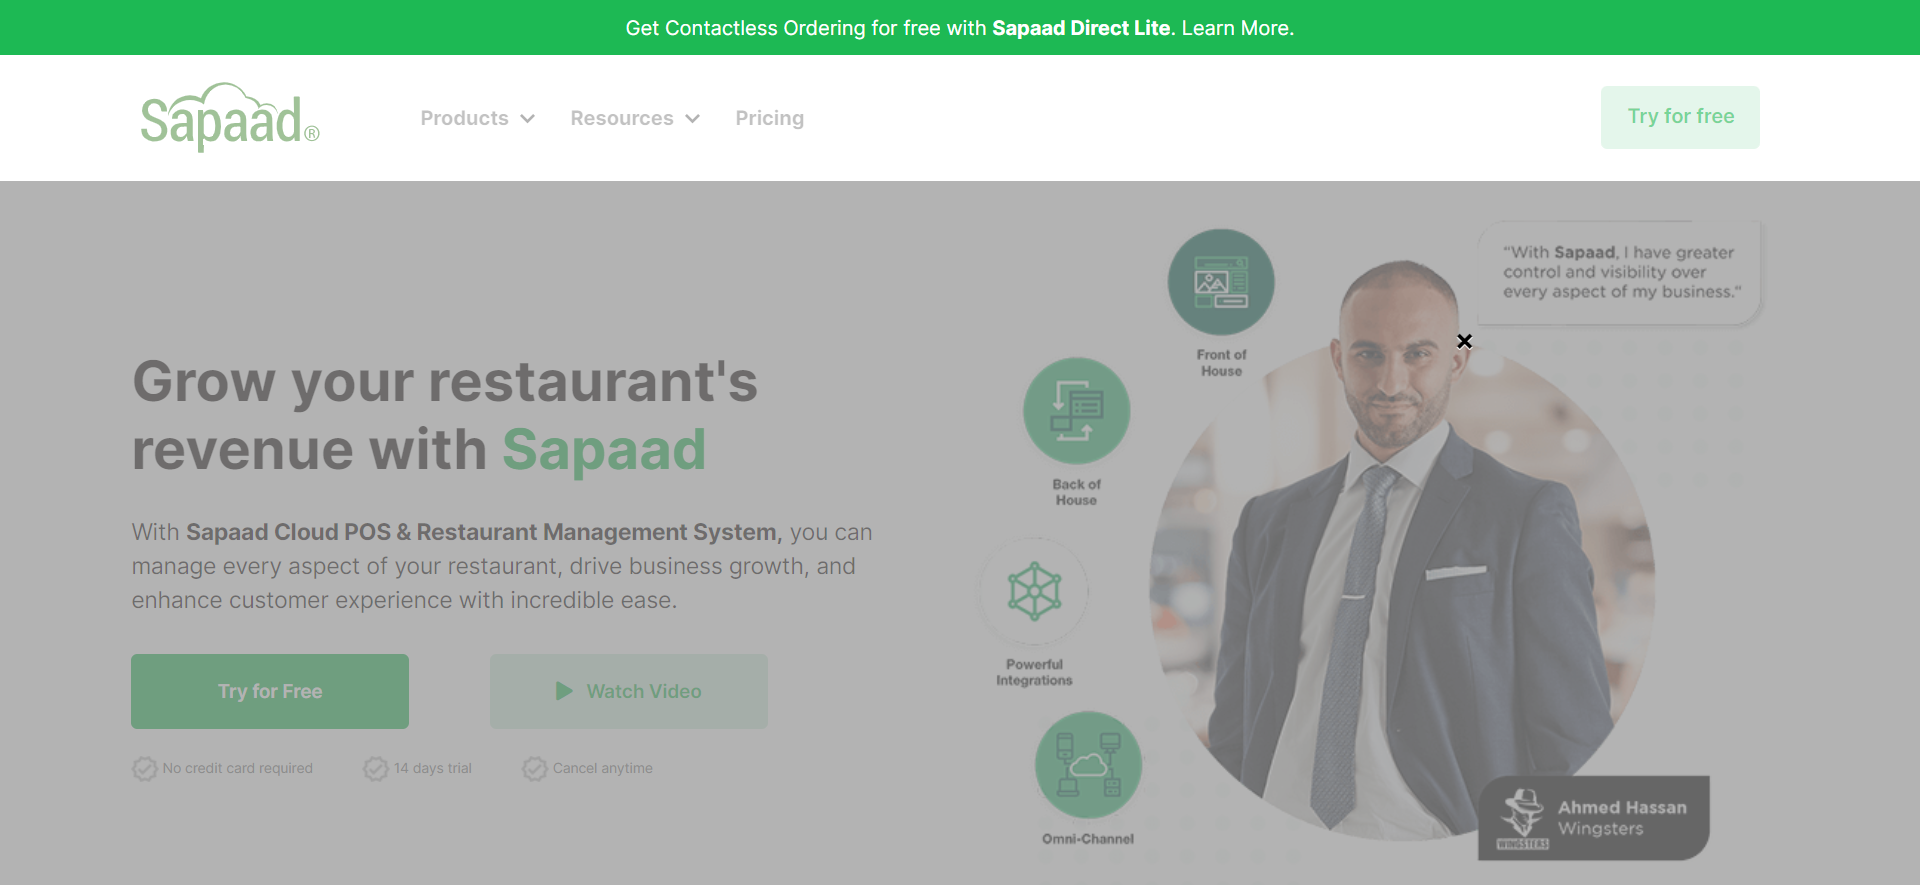 Get Contactless Ordering for free with Sapaad Direct Lite. Learn More.
Sapaad®
Products
Resources
Pricing
Try for free
Grow your restaurant's
revenue with Sapaad
With Sapaad Cloud POS & Restaurant Management System, you can
manage every aspect of your restaurant, drive business growth, and
enhance customer experience with incredible ease.
Try for Free
Watch Video
No credit card required
14 days trial
Cancel anytime
Front of
House
Back of
House
Powerful
Integrations
Omni-Channel
“With Sapaad, I have greater
control and visibility over
every aspect of my business.“
Ahmed Hassan
Wingsters
WINGSTERS